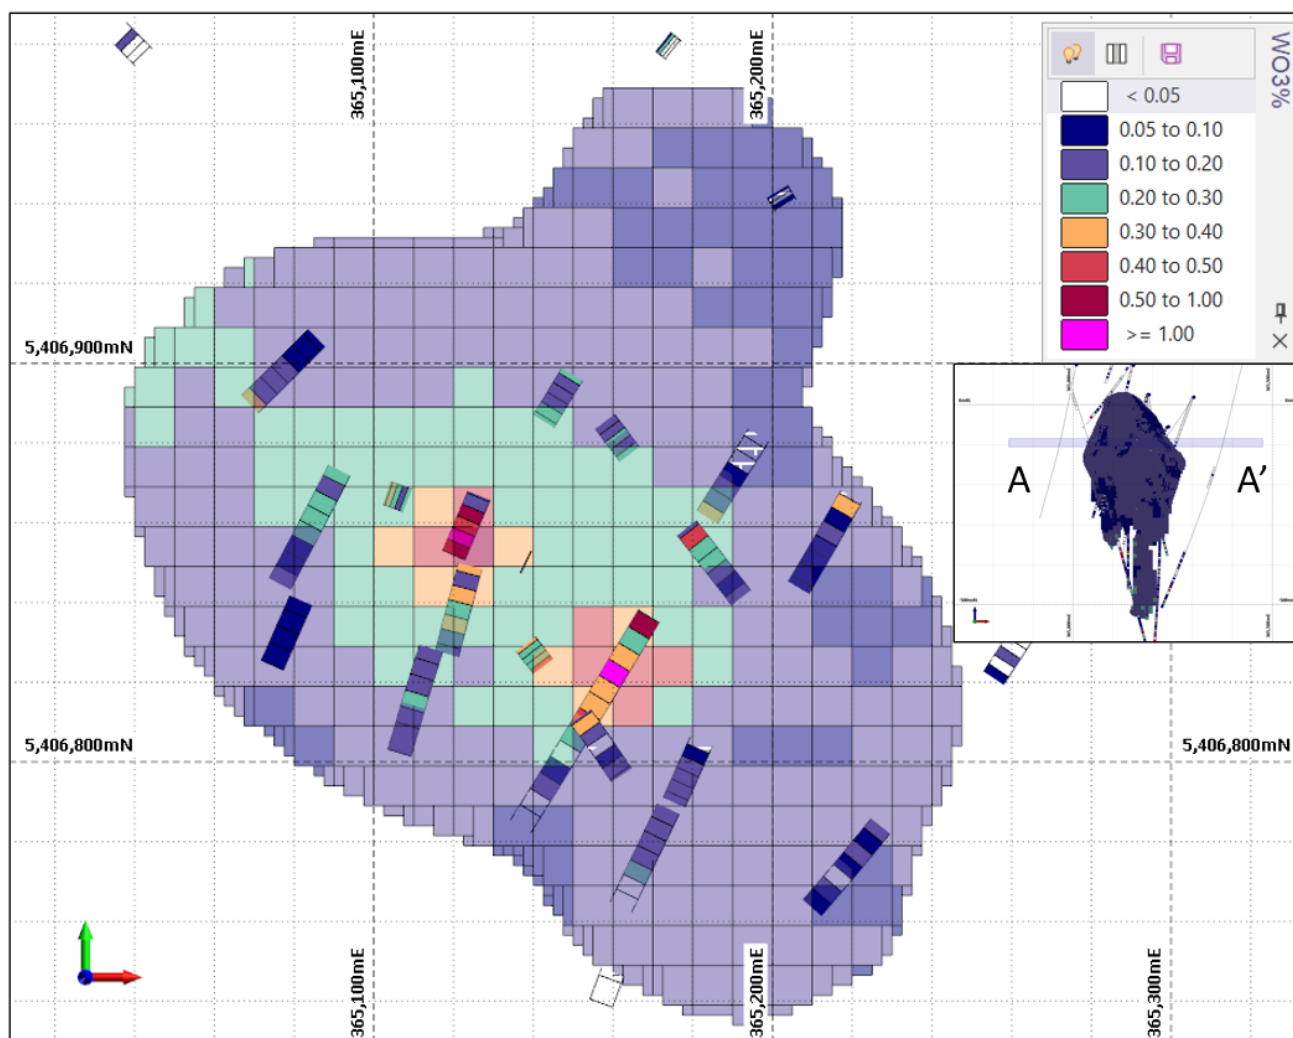 365,100mE
365,200mE
WO3%
< 0.05
0.05 to 0.10
0.10 to 0.20
0.20 to 0.30
0.30 to 0.40
0.40 to 0.50
0.50 to 1.00
>= 1.00
5,406,900mN
A
A’
5,406,800mN
5,406,800mN
365,100mE
365,200mE
365,300mE